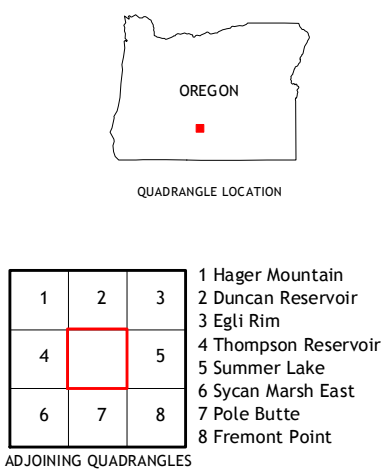 OREGON
QUADRANGLE LOCATION
1 2 3
4 5
6 7 8
1 Hager Mountain
2 Duncan Reservoir
3 Egli Rim
4 Thompson Reservoir
5 Summer Lake
6 Sycan Marsh East
7 Pole Butte
8 Fremont Point
ADJOINING QUADRANGLES